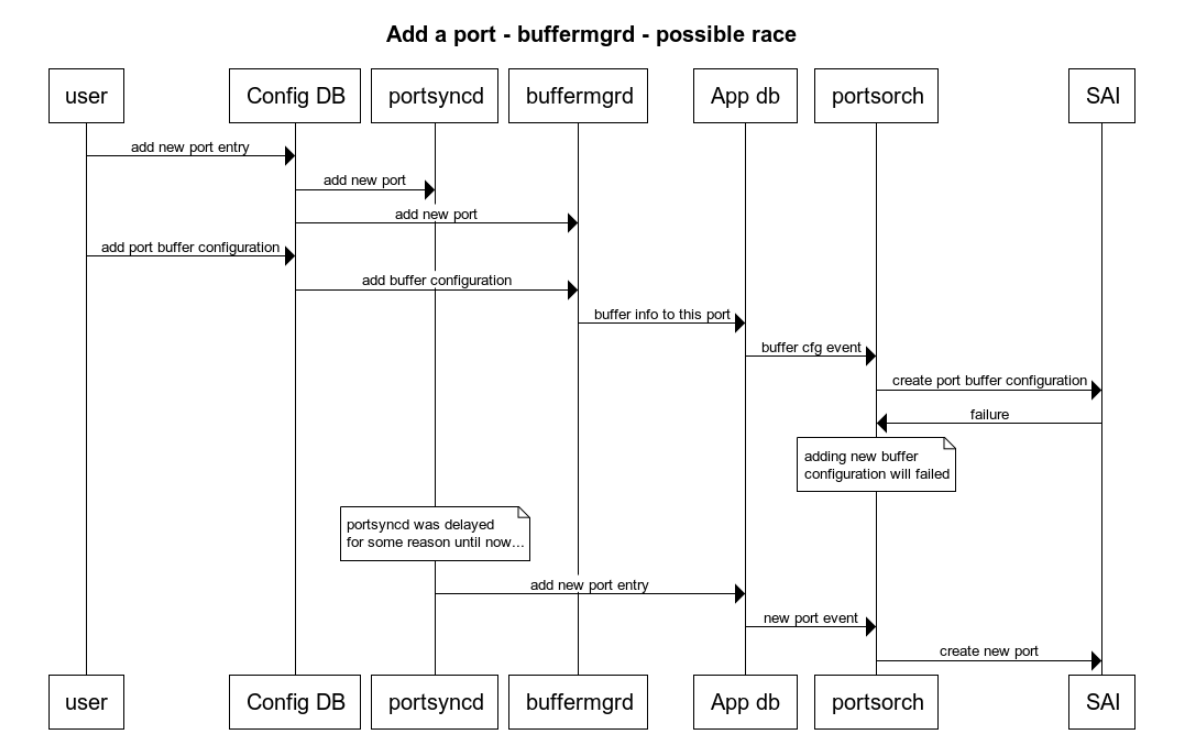 Add a port - buffermgrd - possible race
user
Config DB
portsyncd
buffermgrd
App db
portsorch
SAI
add new port entry
add new port
add new port
add port buffer configuration
add buffer configuration
buffer info to this port
buffer cfg event
create port buffer configuration
failure
adding new buffer
configuration will failed
portsyncd was delayed
for some reason until now...
add new port entry
new port event
create new port
user
Config DB
portsyncd
buffermgrd
App db
portsorch
SAI